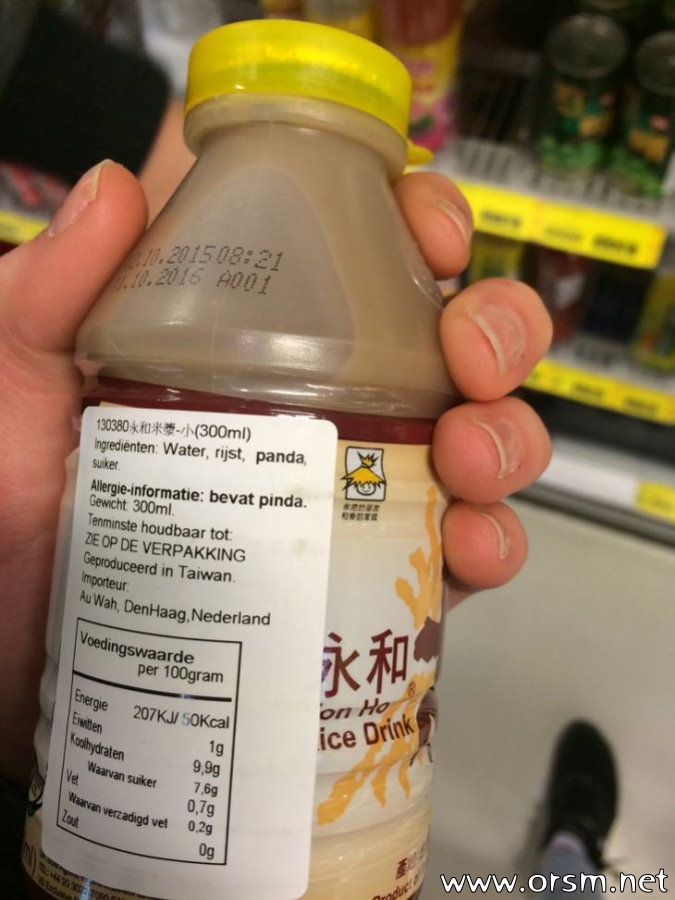 10.2015 08:21
.10.2016 A001
130380永和米漿-小(300ml)
Ingrediënten: Water, rijst, panda,
suiker.
Allergie-informatie: bevat pinda.
Gewicht: 300ml.
Tenminste houdbaar tot:
ZIE OP DE VERPAKKING
Geproduceerd in Taiwan.
Importeur:
Au Wah, DenHaag,Nederland
Voedingswaarde
per 100gram
Energie 207KJ/ 50Kcal
Eiwitten 1g
Koolhydraten 9,9g
Waarvan suiker 7,6g
Vet 0,7g
Waarvan verzadigd vet 0,2g
Zout 0g
永和®
on Ho
ice Drink
www.orsm.net